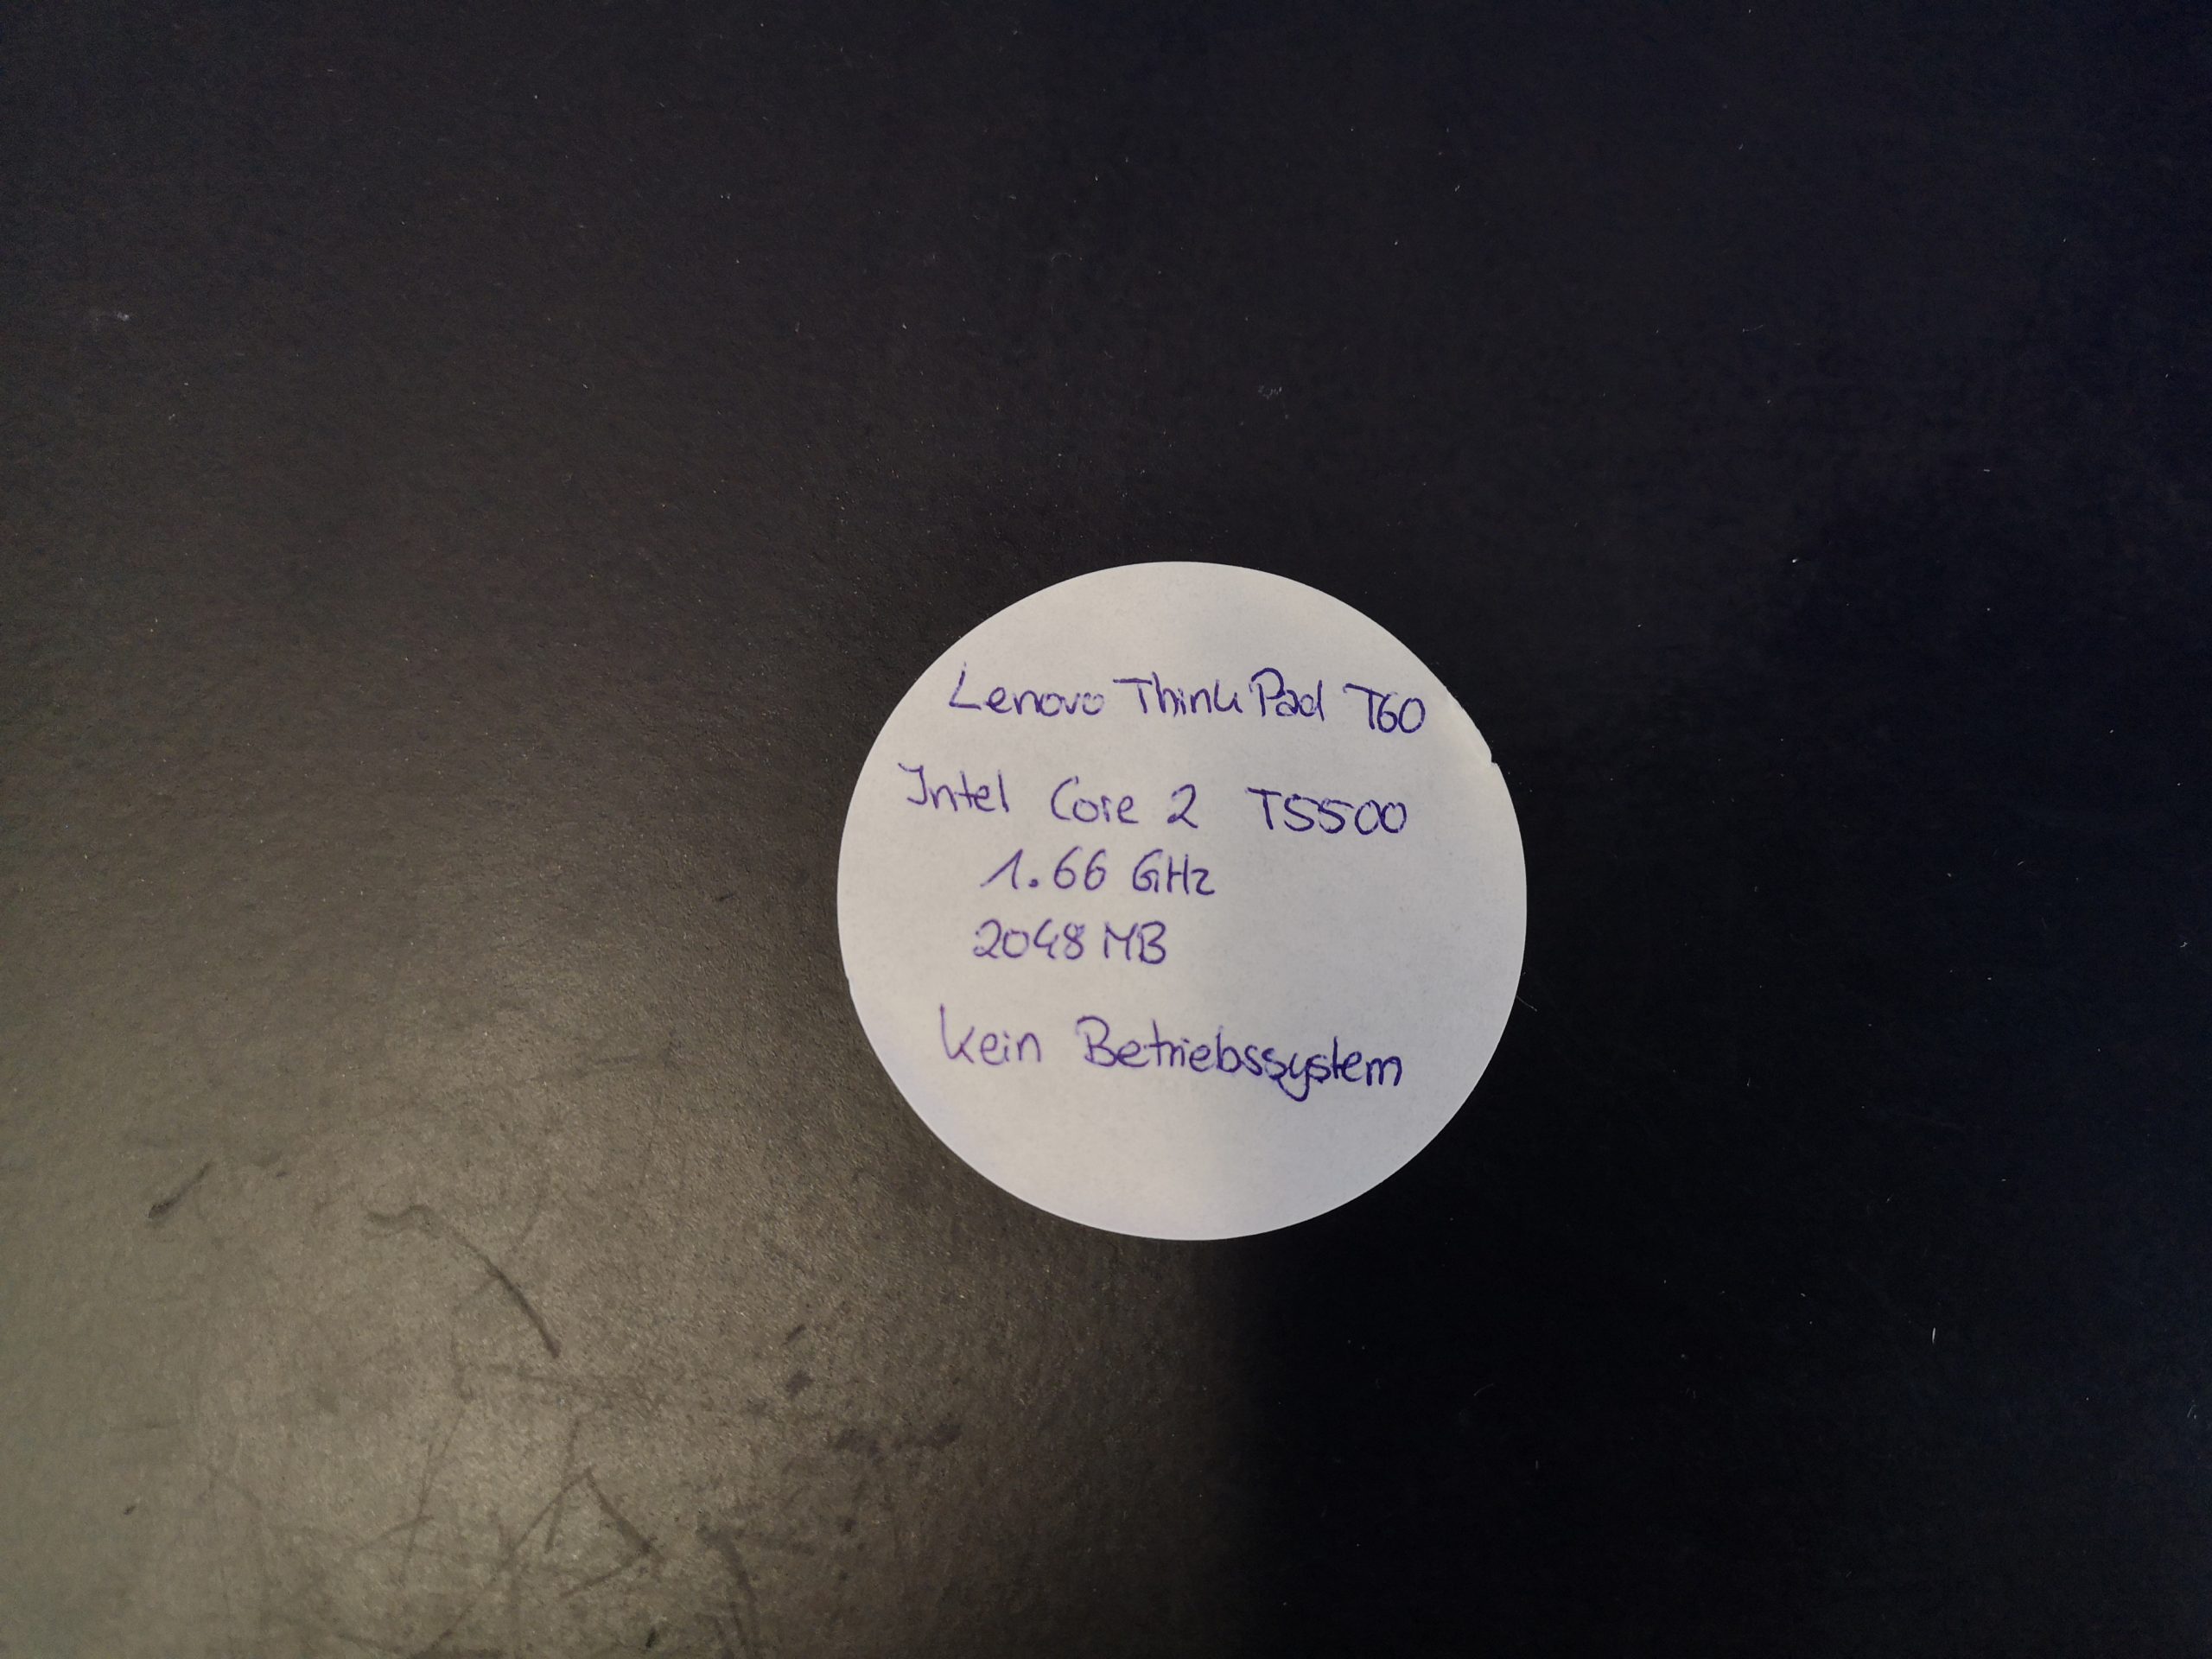 Lenovo ThinkPad T60
Intel Core 2 T5500
1.66 GHz
2048 MB
kein Betriebssystem